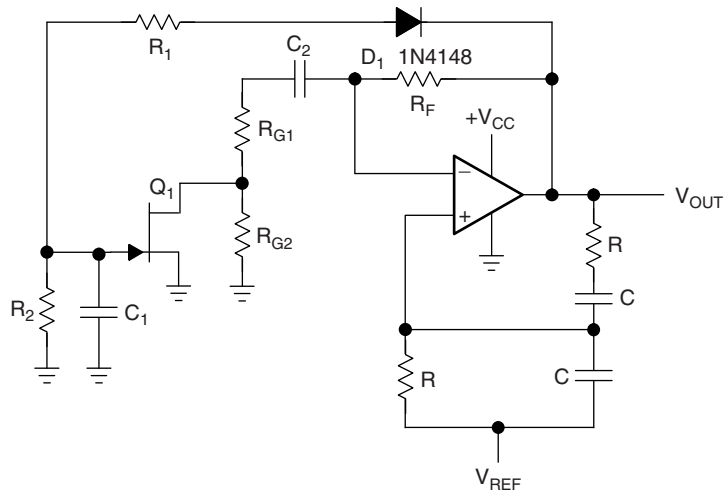 R1
C2
D1 1N4148
RF
RG1
+VCC
Q1
−
VOUT
+
R
RG2
R2
C1
C
R
C
VREF